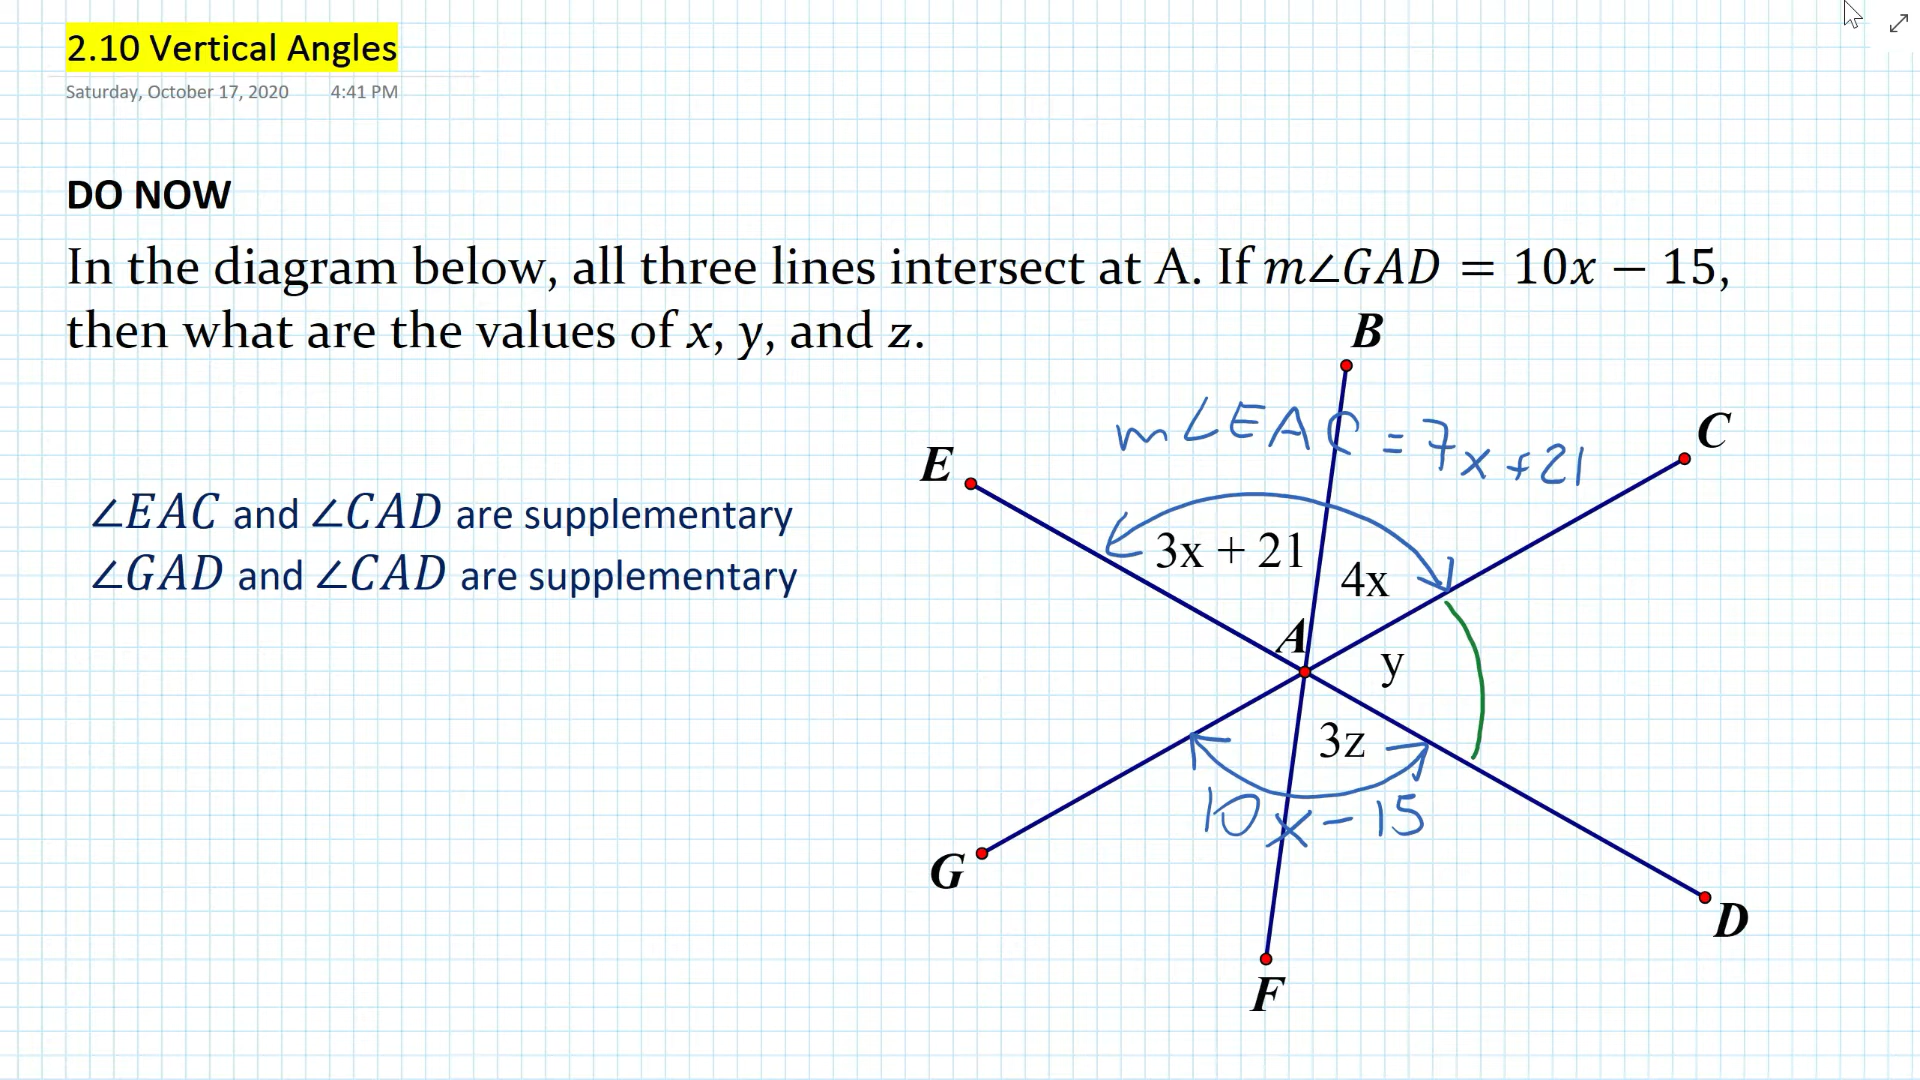 2.10 Vertical Angles
Saturday, October 17, 2020 4:41 PM
DO NOW
In the diagram below, all three lines intersect at A. If m∠GAD = 10x − 15,
then what are the values of x, y, and z.
∠EAC and ∠CAD are supplementary
∠GAD and ∠CAD are supplementary
B
m∠EAC = 7x+21
C
E
3x + 21
4x
A
y
3z
10x-15
G
D
F